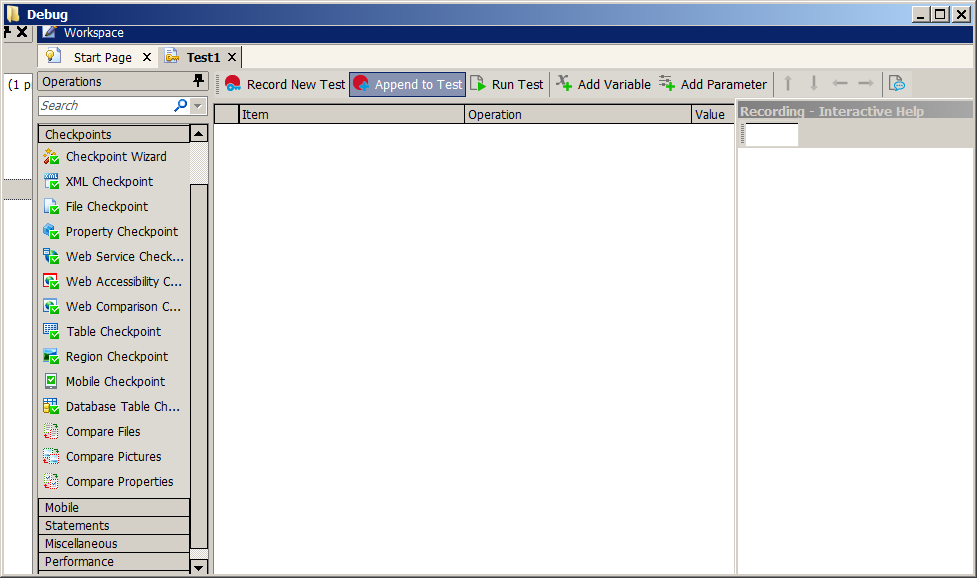 Debug
Workspace
Start Page
Test1
(1 p
Operations
Record New Test
Append to Test
Run Test
Add Variable
Add Parameter
Search
Item
Operation
Value
Recording - Interactive Help
Checkpoints
Checkpoint Wizard
XML Checkpoint
File Checkpoint
Property Checkpoint
Web Service Check...
Web Accessibility C...
Web Comparison C...
Table Checkpoint
Region Checkpoint
Mobile Checkpoint
Database Table Ch...
Compare Files
Compare Pictures
Compare Properties
Mobile
Statements
Miscellaneous
Performance